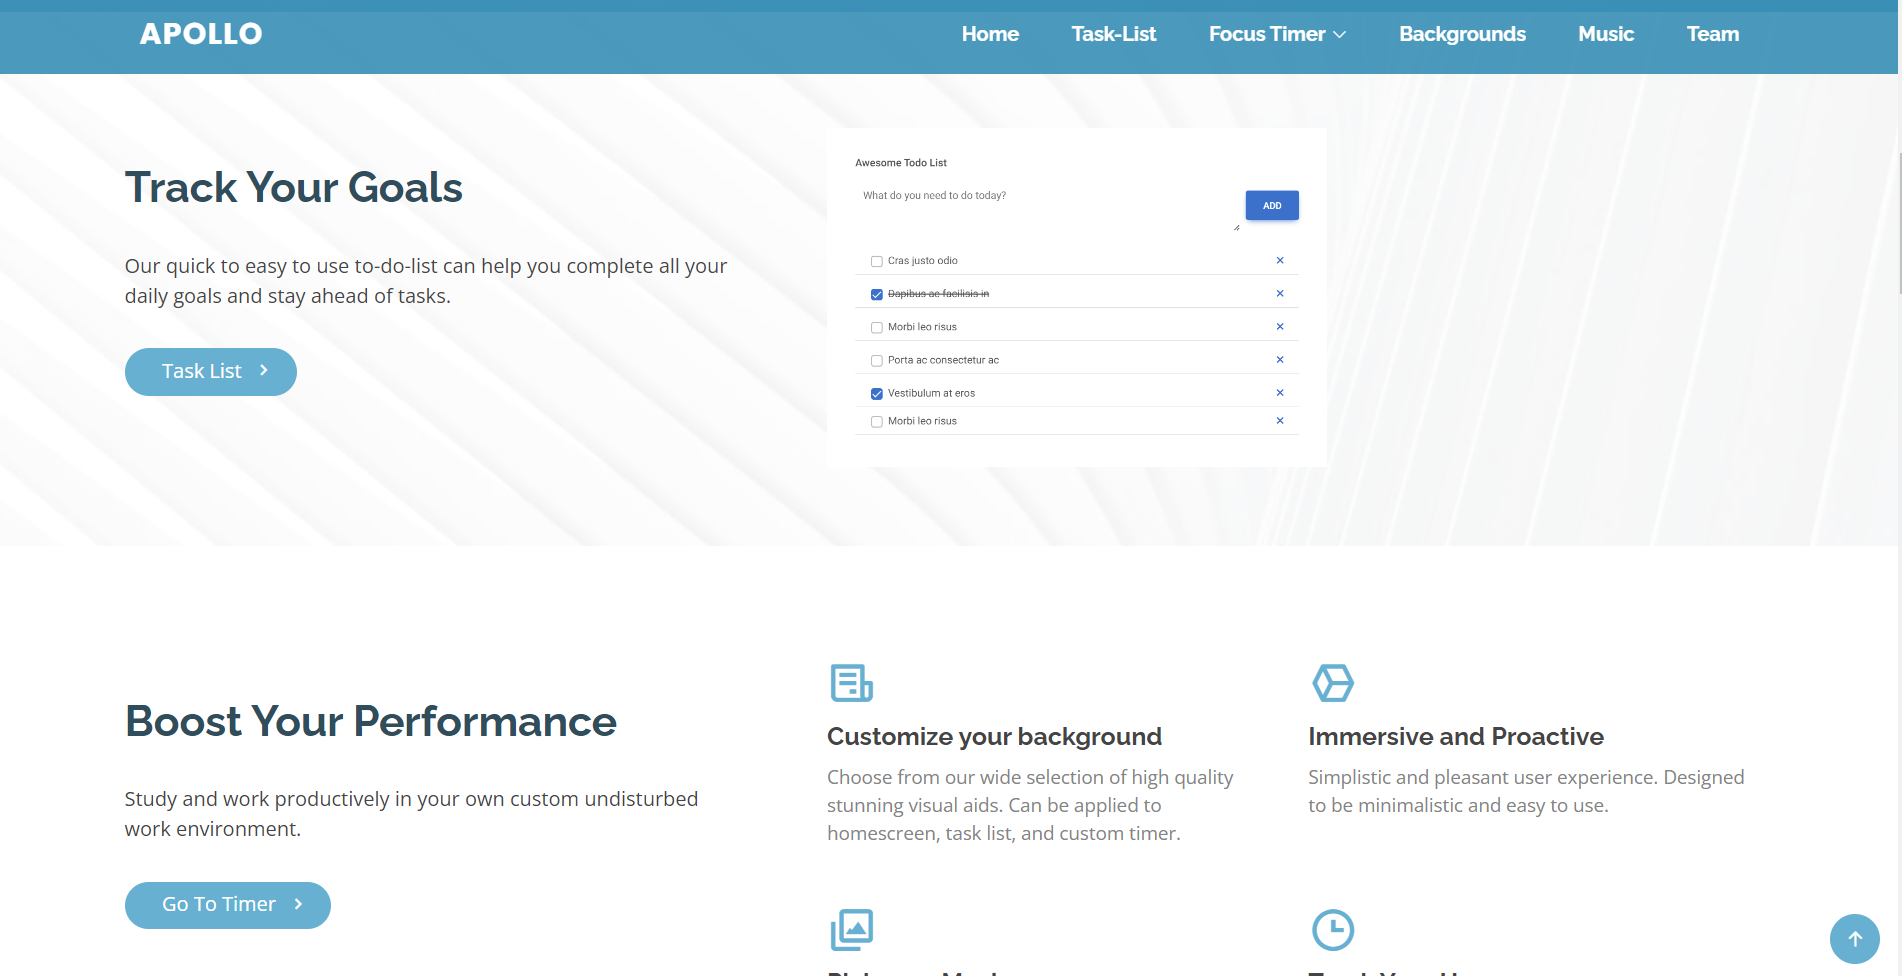 APOLLO
Home Task-List Focus Timer Backgrounds Music Team
Track Your Goals
Our quick to easy to use to-do-list can help you complete all your
daily goals and stay ahead of tasks.
Task List
Awesome Todo List
What do you need to do today?
ADD
Cras justo odio
Dapibus ac facilisis in
Morbi leo risus
Porta ac consectetur ac
Vestibulum at eros
Morbi leo risus
Boost Your Performance
Study and work productively in your own custom undisturbed
work environment.
Go To Timer
Customize your background
Choose from our wide selection of high quality
stunning visual aids. Can be applied to
homescreen, task list, and custom timer.
Immersive and Proactive
Simplistic and pleasant user experience. Designed
to be minimalistic and easy to use.